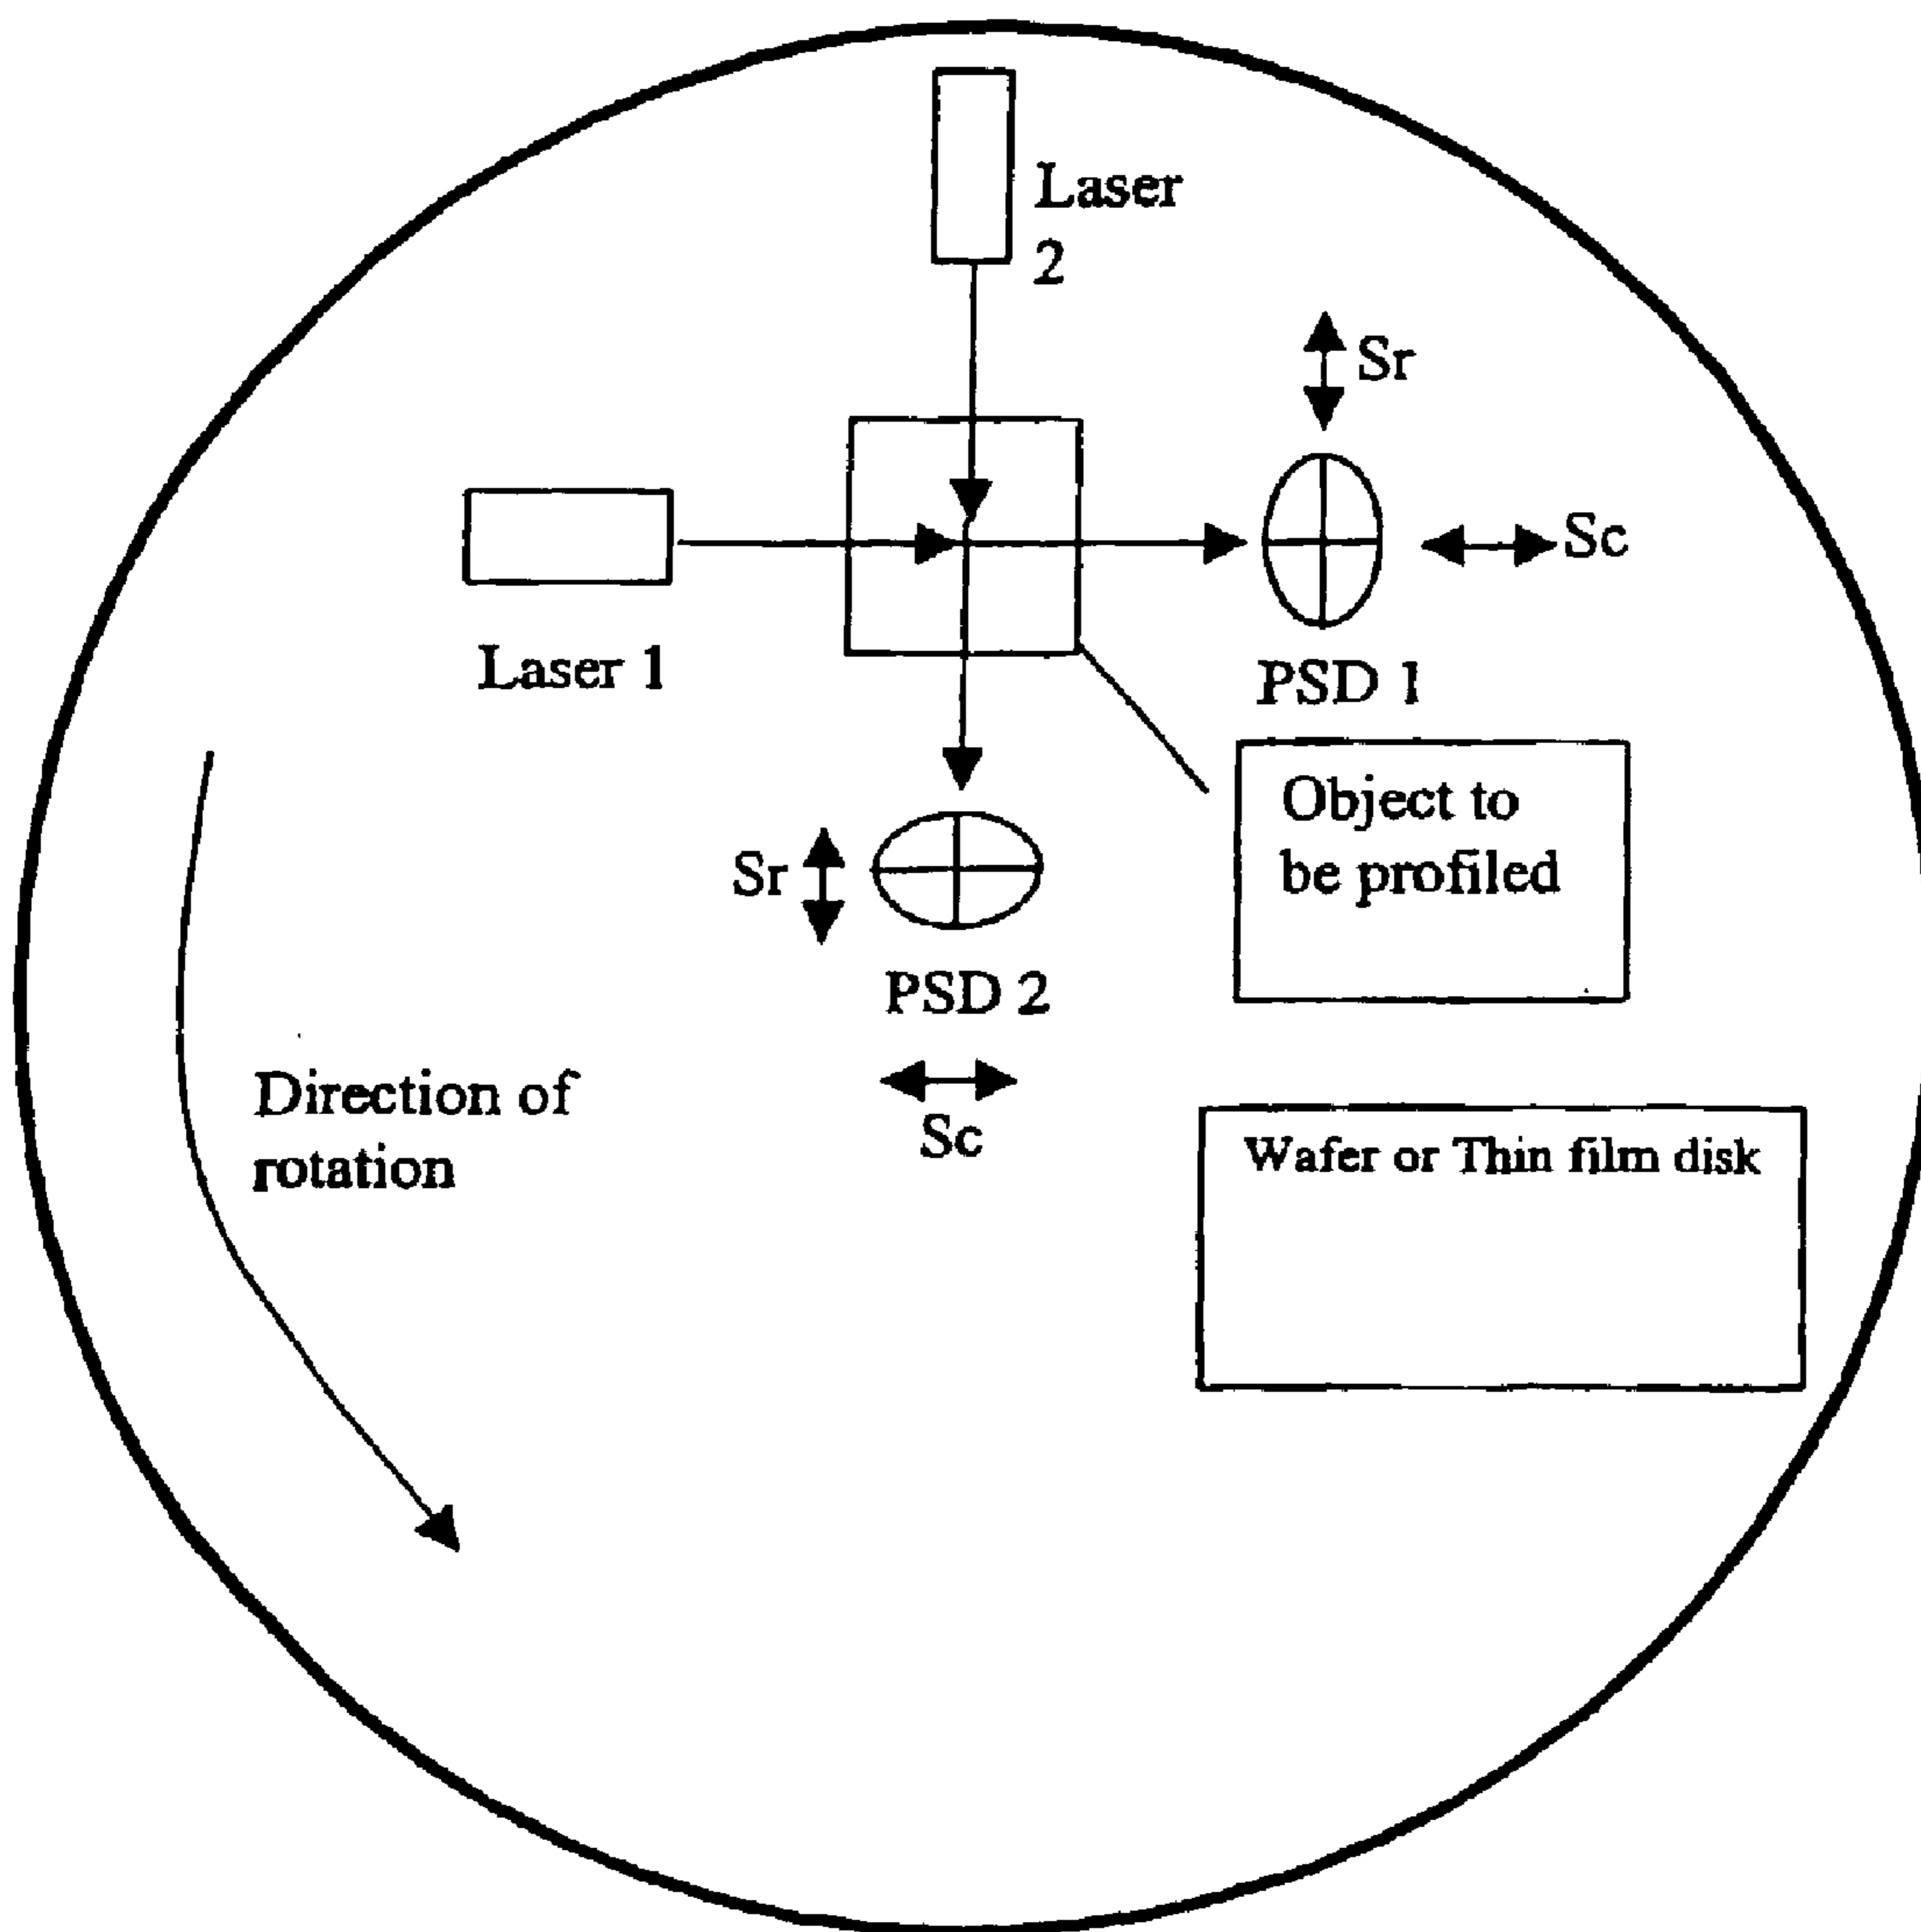 Laser
2
Sr
Sc
Laser 1
PSD 1
Object to
be profiled
Sr
PSD 2
Direction of
rotation
Sc
Wafer or Thin film disk